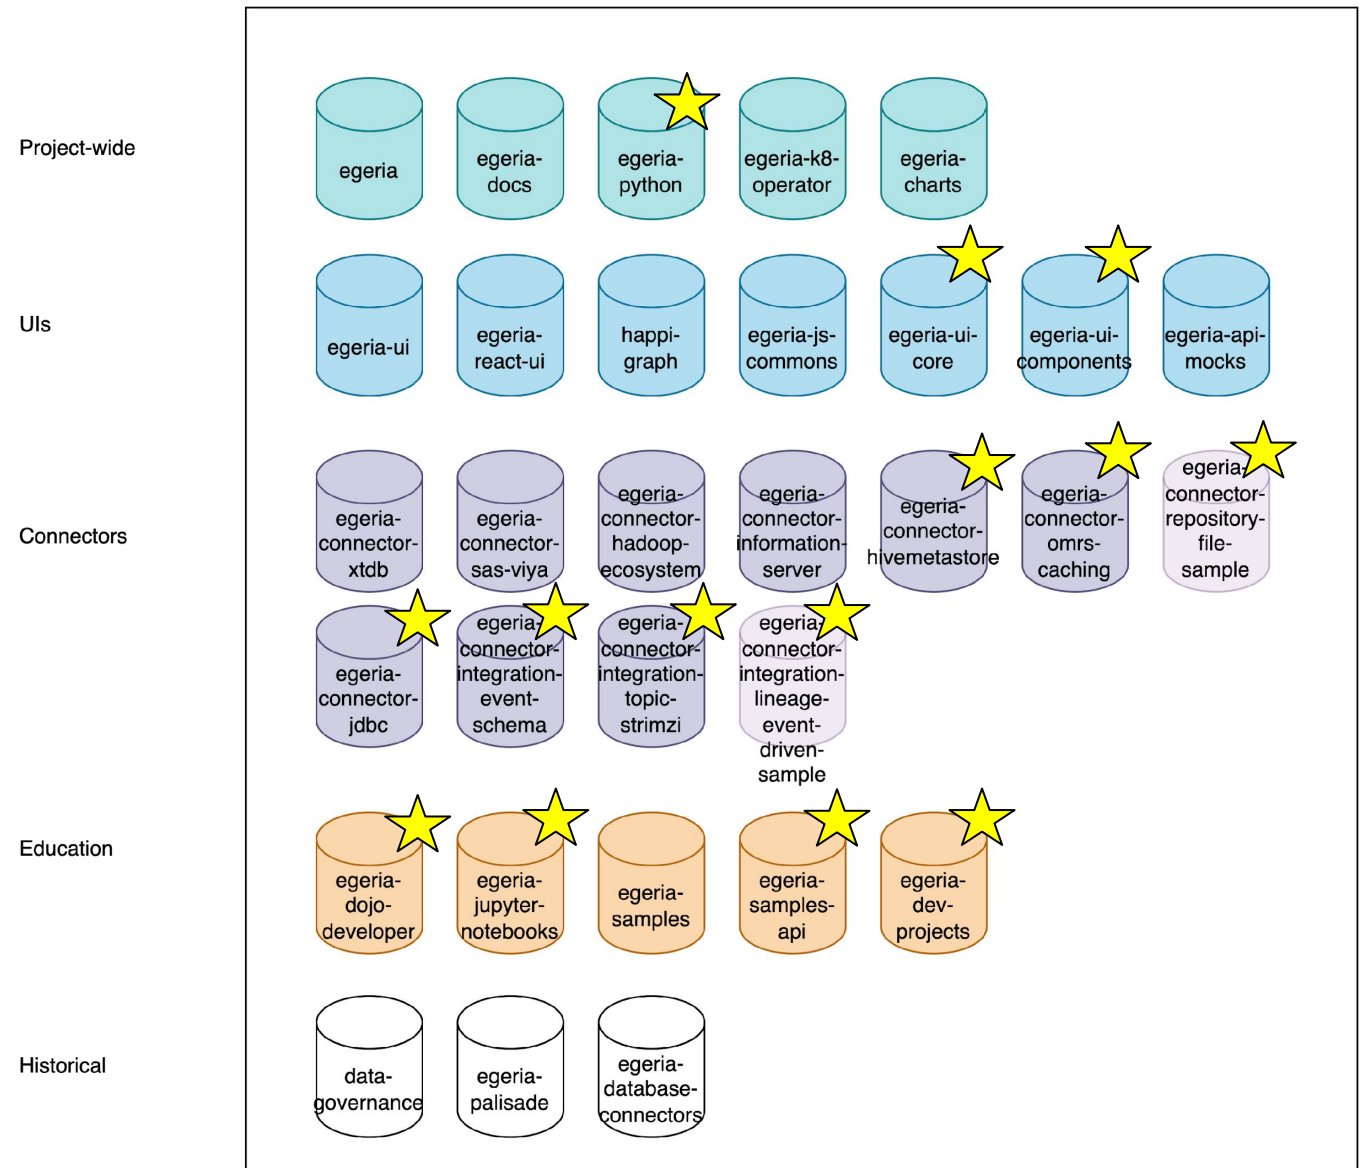 Project-wide
egeria
egeria-
docs
egeria-
python
egeria-k8-
operator
egeria-
charts
UIs
egeria-ui
egeria-
react-ui
happi-
graph
egeria-js-
commons
egeria-ui-
core
egeria-ui-
components
egeria-api-
mocks
Connectors
egeria-
connector-
xtdb
egeria-
connector-
sas-viya
egeria-
connector-
hadoop-
ecosystem
egeria-
connector-
information-
server
egeria-
connector-
hivemetastore
egeria-
connector-
omrs-
caching
egeria-
connector-
repository-
file-
sample
egeria-
connector-
jdbc
egeria-
connector-
integration-
event-
schema
egeria-
connector-
integration-
topic-
strimzi
egeria-
connector-
integration-
lineage-
event-
driven-
sample
Education
egeria-
dojo-
developer
egeria-
jupyter-
notebooks
egeria-
samples
egeria-
samples-
api
egeria-
dev-
projects
Historical
data-
governance
egeria-
palisade
egeria-
database-
connectors